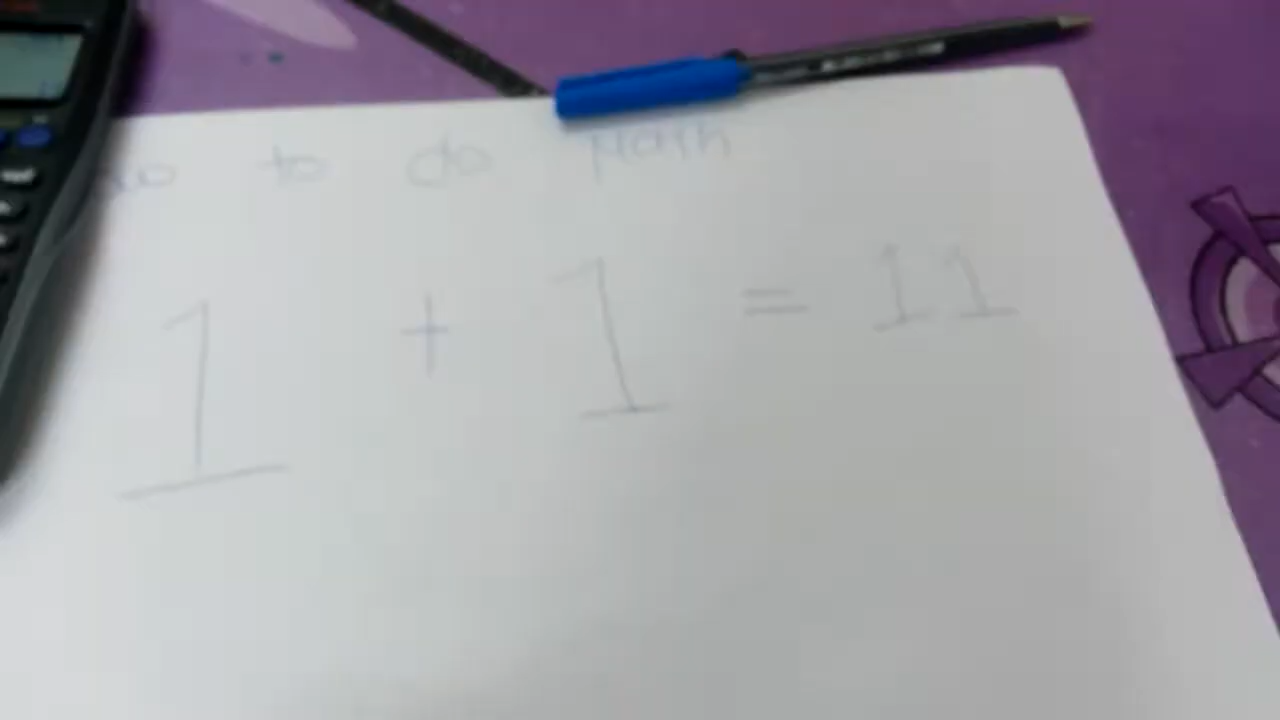 to do Math
1 + 1 = 11